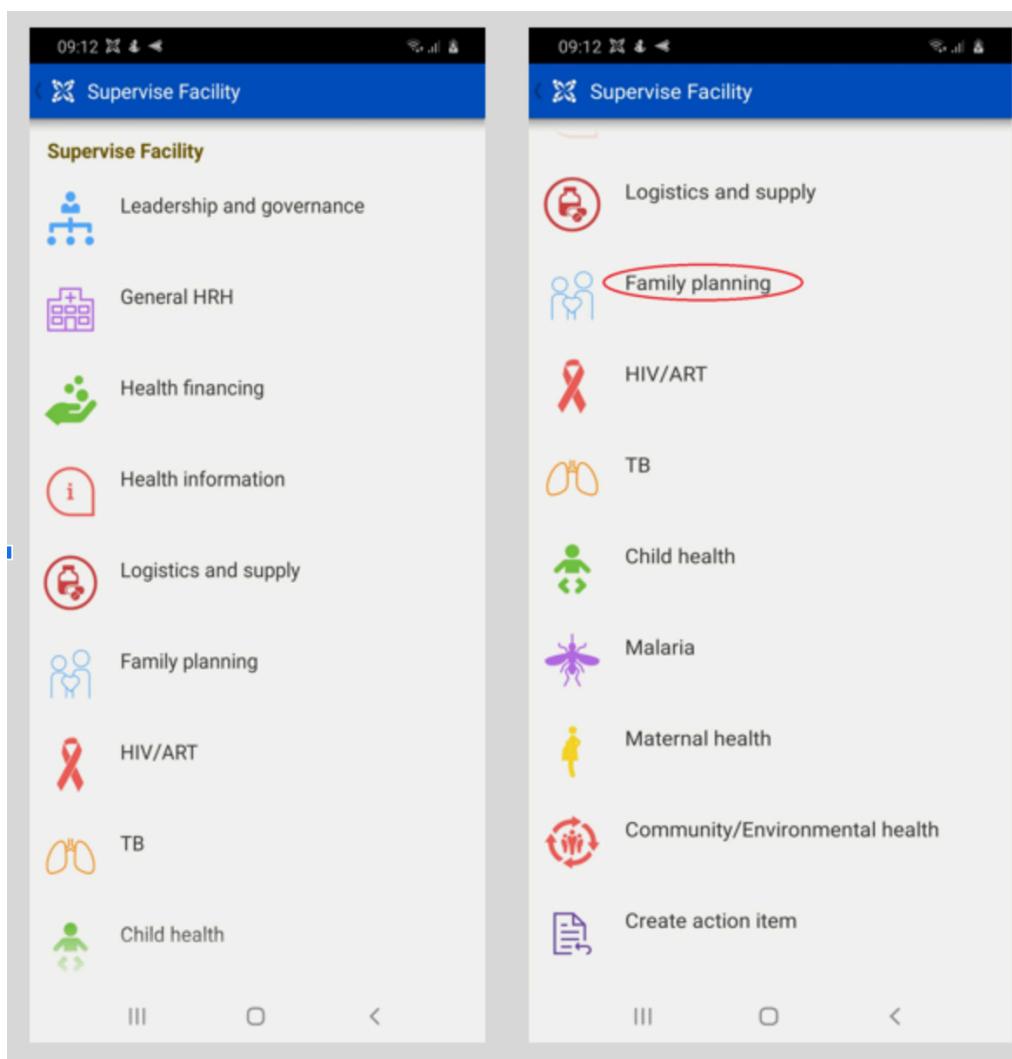 09:12
Supervise Facility
Supervise Facility
Leadership and governance
General HRH
Health financing
i
Health information
Logistics and supply
Family planning
HIV/ART
TB
Child health
09:12
Supervise Facility
Logistics and supply
Family planning
HIV/ART
TB
Child health
Malaria
Maternal health
Community/Environmental health
Create action item